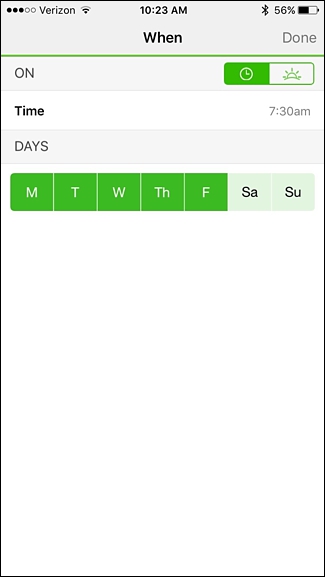 Verizon 10:23 AM 56%
When Done
ON
Time 7:30am
DAYS
M T W Th F Sa Su